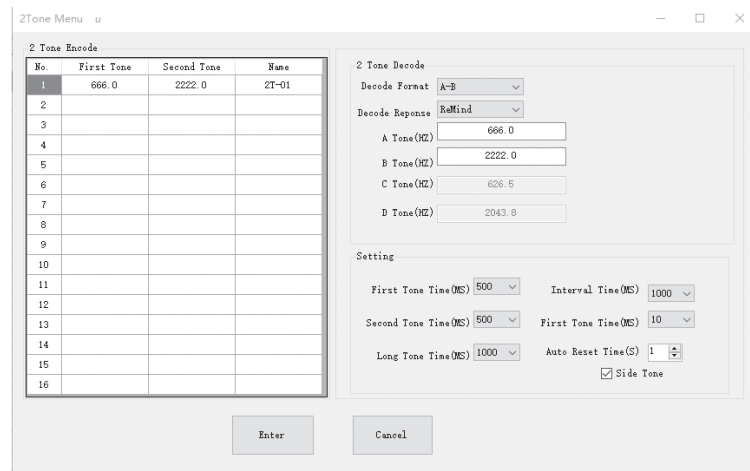 2Tone Menu u
2 Tone Encode
No. First Tone Second Tone Name
1 666.0 2222.0 2T-01
2
3
4
5
6
7
8
9
10
11
12
13
14
15
16
2 Tone Decode
Decode Format A-B
Decode Reponse ReMind
A Tone(HZ) 666.0
B Tone(HZ) 2222.0
C Tone(HZ) 626.5
D Tone(HZ) 2043.8
Setting
First Tone Time(MS) 500 Interval Time(MS) 1000
Second Tone Time(MS) 500 First Tone Time(MS) 10
Long Tone Time(MS) 1000 Auto Reset Time(S) 1
Side Tone
Enter Cancel